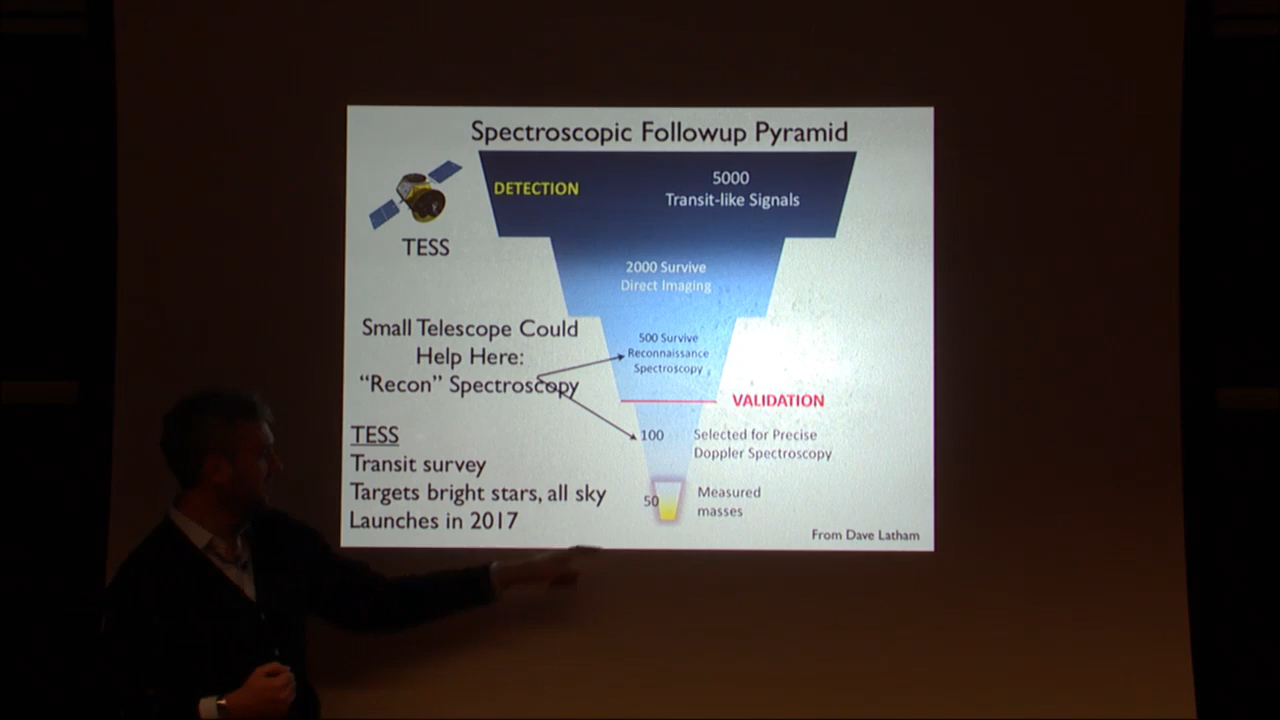 Spectroscopic Followup Pyramid
DETECTION
5000
Transit-like Signals
TESS
2000 Survive
Direct Imaging
Small Telescope Could
Help Here:
“Recon” Spectroscopy
500 Survive
Reconnaissance
Spectroscopy
VALIDATION
TESS
Transit survey
Targets bright stars, all sky
Launches in 2017
100
Selected for Precise
Doppler Spectroscopy
50
Measured
masses
From Dave Latham